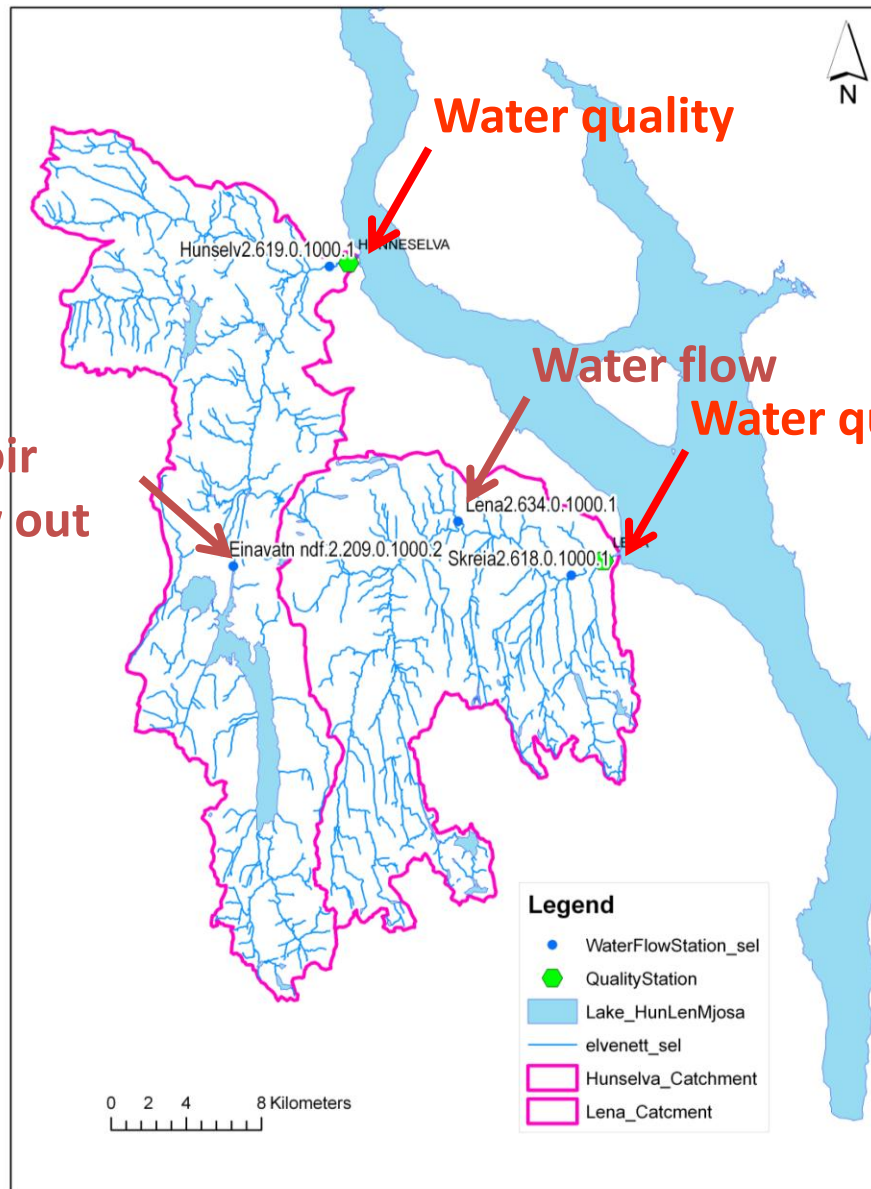 N
Water quality
Hunselv2.619.0.1000.1
Water flow
Water qu
oir
out
Lena2.634.0.1000.1
Einavatn ndf.2.209.0.1000.2
Skreia2.618.0.1000.1
Legend
WaterFlowStation_sel
QualityStation
Lake_HunLenMjosa
elvenett_sel
Hunselva_Catchment
Lena_Catcment
0 2 4 8 Kilometers